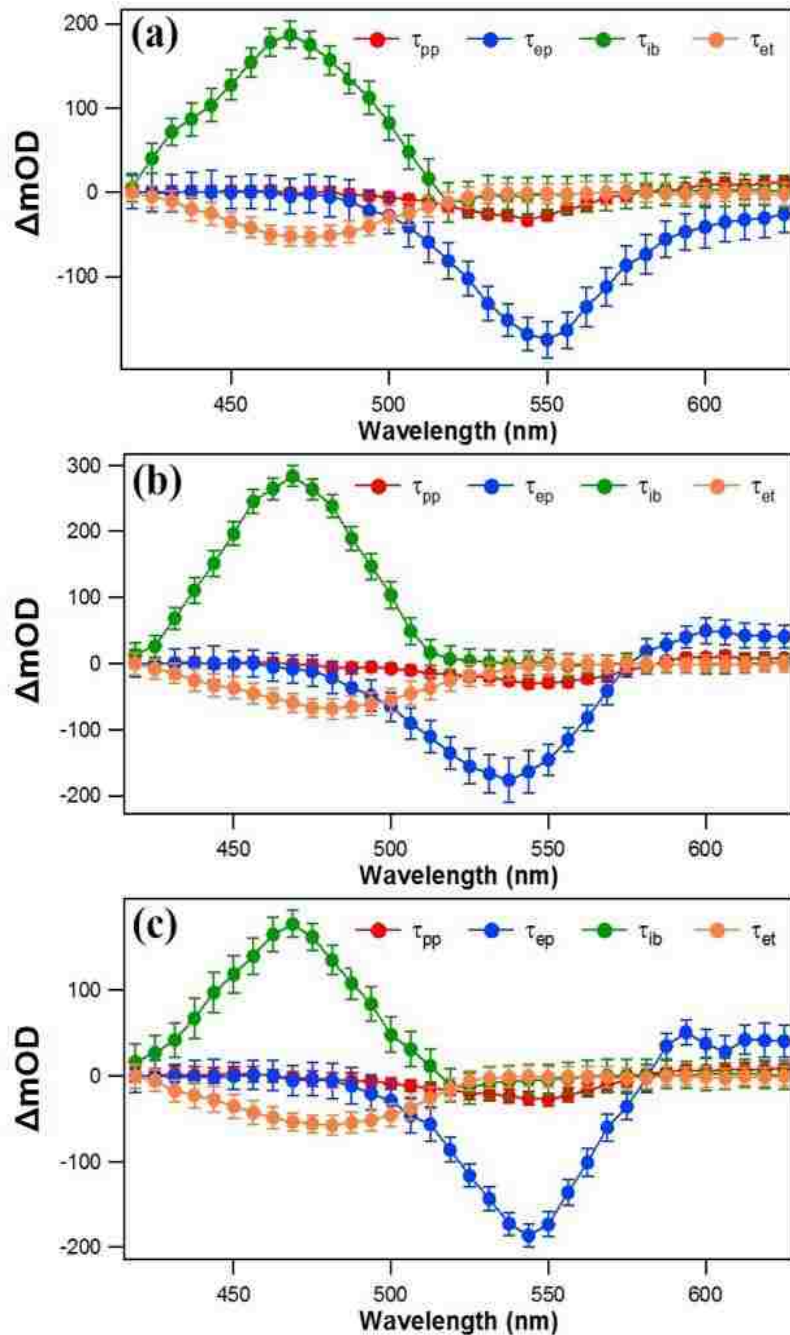 (a)
τpp τep τib τet
200
100
0
-100
ΔmOD
450 500 550 600
Wavelength (nm)
(b)
τpp τep τib τet
300
200
100
0
-100
-200
ΔmOD
450 500 550 600
Wavelength (nm)
(c)
τpp τep τib τet
100
0
-100
-200
ΔmOD
450 500 550 600
Wavelength (nm)